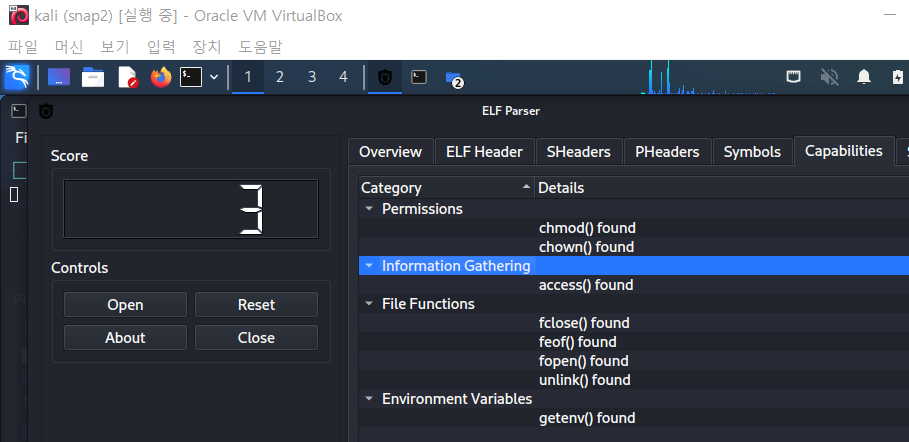 kali (snap2) [실행 중] - Oracle VM VirtualBox
파일 머신 보기 입력 장치 도움말
1 2 3 4 2
ELF Parser
Fi
Score
3
Controls
Open Reset
About Close
Overview ELF Header SHeaders PHeaders Symbols Capabilities S
Category Details
Permissions
chmod() found
chown() found
Information Gathering
access() found
File Functions
fclose() found
feof() found
fopen() found
unlink() found
Environment Variables
getenv() found